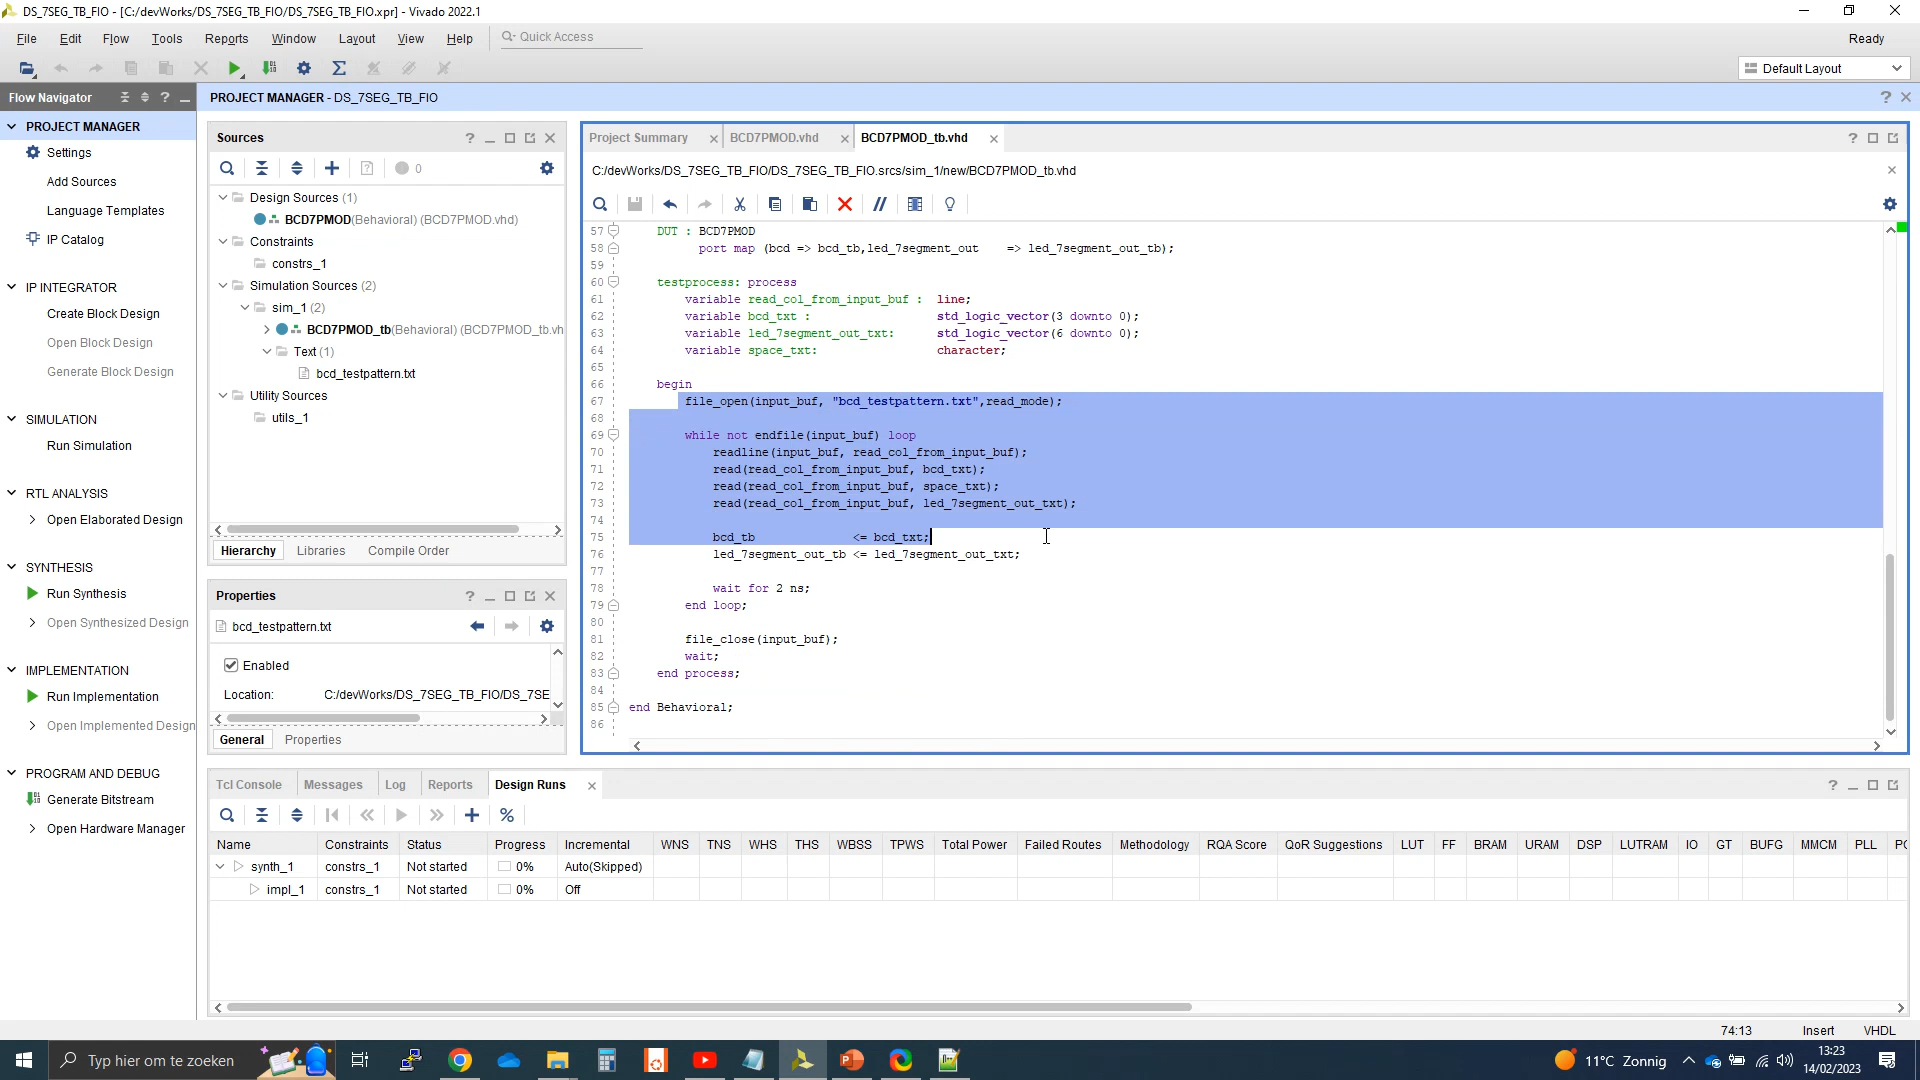 DS_7SEG_TB_FIO - [C:/devWorks/DS_7SEG_TB_FIO/DS_7SEG_TB_FIO.xpr] - Vivado 2022.1
File Edit Flow Tools Reports Window Layout View Help Quick Access Ready
Default Layout
Flow Navigator
PROJECT MANAGER - DS_7SEG_TB_FIO
PROJECT MANAGER
Settings
Add Sources
Language Templates
IP Catalog
IP INTEGRATOR
Create Block Design
Open Block Design
Generate Block Design
SIMULATION
Run Simulation
RTL ANALYSIS
Open Elaborated Design
SYNTHESIS
Run Synthesis
Open Synthesized Design
IMPLEMENTATION
Run Implementation
Open Implemented Design
PROGRAM AND DEBUG
Generate Bitstream
Open Hardware Manager
Sources
0
Design Sources (1)
BCD7PMOD(Behavioral) (BCD7PMOD.vhd)
Constraints
constrs_1
Simulation Sources (2)
sim_1 (2)
BCD7PMOD_tb(Behavioral) (BCD7PMOD_tb.vh
Text (1)
bcd_testpattern.txt
Utility Sources
utils_1
Hierarchy Libraries Compile Order
Properties
bcd_testpattern.txt
Enabled
Location: C:/devWorks/DS_7SEG_TB_FIO/DS_7SE
General Properties
Project Summary BCD7PMOD.vhd BCD7PMOD_tb.vhd
C:/devWorks/DS_7SEG_TB_FIO/DS_7SEG_TB_FIO.srcs/sim_1/new/BCD7PMOD_tb.vhd
57 DUT : BCD7PMOD
58 port map (bcd => bcd_tb,led_7segment_out => led_7segment_out_tb);
59
60 testprocess: process
61 variable read_col_from_input_buf : line;
62 variable bcd_txt : std_logic_vector(3 downto 0);
63 variable led_7segment_out_txt: std_logic_vector(6 downto 0);
64 variable space_txt: character;
65
66 begin
67 file_open(input_buf, "bcd_testpattern.txt",read_mode);
68
69 while not endfile(input_buf) loop
70 readline(input_buf, read_col_from_input_buf);
71 read(read_col_from_input_buf, bcd_txt);
72 read(read_col_from_input_buf, space_txt);
73 read(read_col_from_input_buf, led_7segment_out_txt);
74
75 bcd_tb <= bcd_txt;
76 led_7segment_out_tb <= led_7segment_out_txt;
77
78 wait for 2 ns;
79 end loop;
80
81 file_close(input_buf);
82 wait;
83 end process;
84
85 end Behavioral;
86
Tcl Console Messages Log Reports Design Runs
Name Constraints Status Progress Incremental WNS TNS WHS THS WBSS TPWS Total Power Failed Routes Methodology RQA Score QoR Suggestions LUT FF BRAM URAM DSP LUTRAM IO GT BUFG MMCM PLL PC
synth_1 constrs_1 Not started 0% Auto(Skipped)
impl_1 constrs_1 Not started 0% Off
74:13 Insert VHDL
Typ hier om te zoeken
11°C Zonnig
13:23
14/02/2023